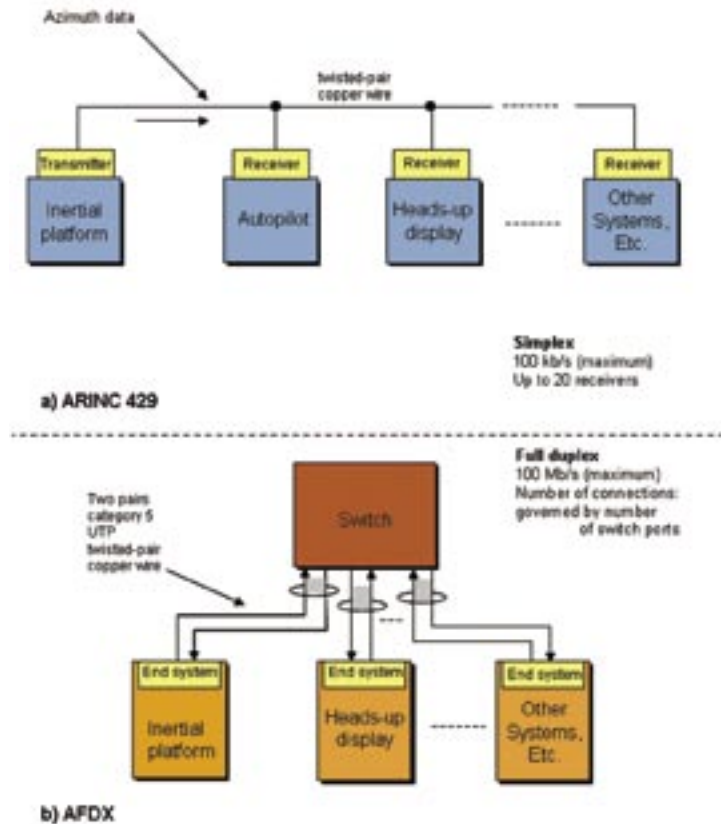 Azimuth data
twisted-pair
copper wire
Transmitter
Receiver
Receiver
Receiver
Inertial
platform
Autopilot
Heads-up
display
Other
Systems,
Etc.
Simplex
100 kb/s (maximum)
Up to 20 receivers
a) ARINC 429
Full duplex
100 Mb/s (maximum)
Number of connections:
governed by number
of switch ports
Two pairs
category 5
UTP
twisted-pair
copper wire
Switch
End system
End system
End system
Inertial
platform
Heads-up
display
Other
Systems,
Etc.
b) AFDX